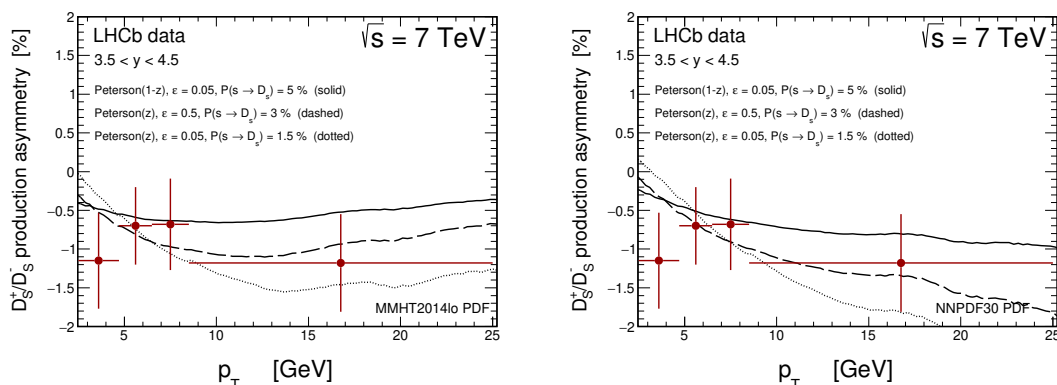 D_S^+/D_S^- production asymmetry [%]
2
1.5
1
0.5
0
−0.5
−1
−1.5
−2
LHCb data
√s = 7 TeV
3.5 < y < 4.5
Peterson(1-z), ε = 0.05, P(s → D_s) = 5 % (solid)
Peterson(z), ε = 0.5, P(s → D_s) = 3 % (dashed)
Peterson(z), ε = 0.05, P(s → D_s) = 1.5 % (dotted)
MMHT2014lo PDF
5 10 15 20 25
p_T [GeV]
D_S^+/D_S^- production asymmetry [%]
2
1.5
1
0.5
0
−0.5
−1
−1.5
−2
LHCb data
√s = 7 TeV
3.5 < y < 4.5
Peterson(1-z), ε = 0.05, P(s → D_s) = 5 % (solid)
Peterson(z), ε = 0.5, P(s → D_s) = 3 % (dashed)
Peterson(z), ε = 0.05, P(s → D_s) = 1.5 % (dotted)
NNPDF30 PDF
5 10 15 20 25
p_T [GeV]